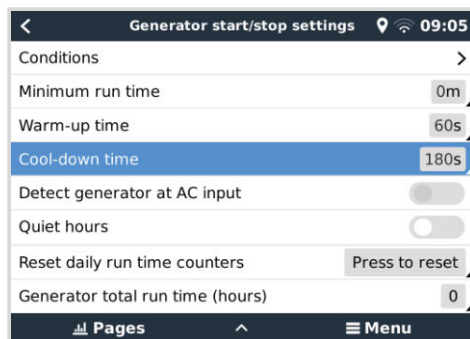 Generator start/stop settings 09:05
Conditions
Minimum run time 0m
Warm-up time 60s
Cool-down time 180s
Detect generator at AC input
Quiet hours
Reset daily run time counters Press to reset
Generator total run time (hours) 0
Pages Menu